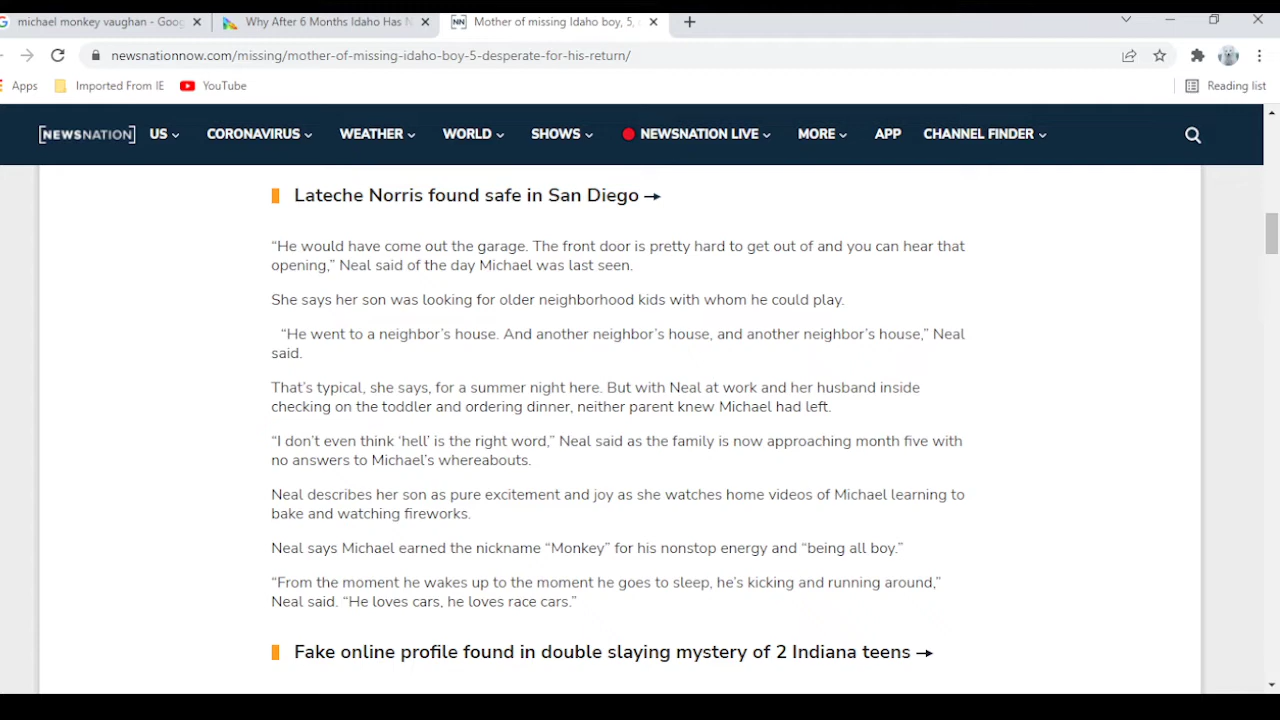 michael monkey vaughan - Goog
Why After 6 Months Idaho Has N
NN Mother of missing Idaho boy, 5,
newsnationnow.com/missing/mother-of-missing-idaho-boy-5-desperate-for-his-return/
Apps Imported From IE YouTube Reading list
[NEWSNATION] US CORONAVIRUS WEATHER WORLD SHOWS NEWSNATION LIVE MORE APP CHANNEL FINDER
Lateche Norris found safe in San Diego →
“He would have come out the garage. The front door is pretty hard to get out of and you can hear that
opening,” Neal said of the day Michael was last seen.
She says her son was looking for older neighborhood kids with whom he could play.
“He went to a neighbor’s house. And another neighbor’s house, and another neighbor’s house,” Neal
said.
That’s typical, she says, for a summer night here. But with Neal at work and her husband inside
checking on the toddler and ordering dinner, neither parent knew Michael had left.
“I don’t even think ‘hell’ is the right word,” Neal said as the family is now approaching month five with
no answers to Michael’s whereabouts.
Neal describes her son as pure excitement and joy as she watches home videos of Michael learning to
bake and watching fireworks.
Neal says Michael earned the nickname “Monkey” for his nonstop energy and “being all boy.”
“From the moment he wakes up to the moment he goes to sleep, he’s kicking and running around,”
Neal said. “He loves cars, he loves race cars.”
Fake online profile found in double slaying mystery of 2 Indiana teens →